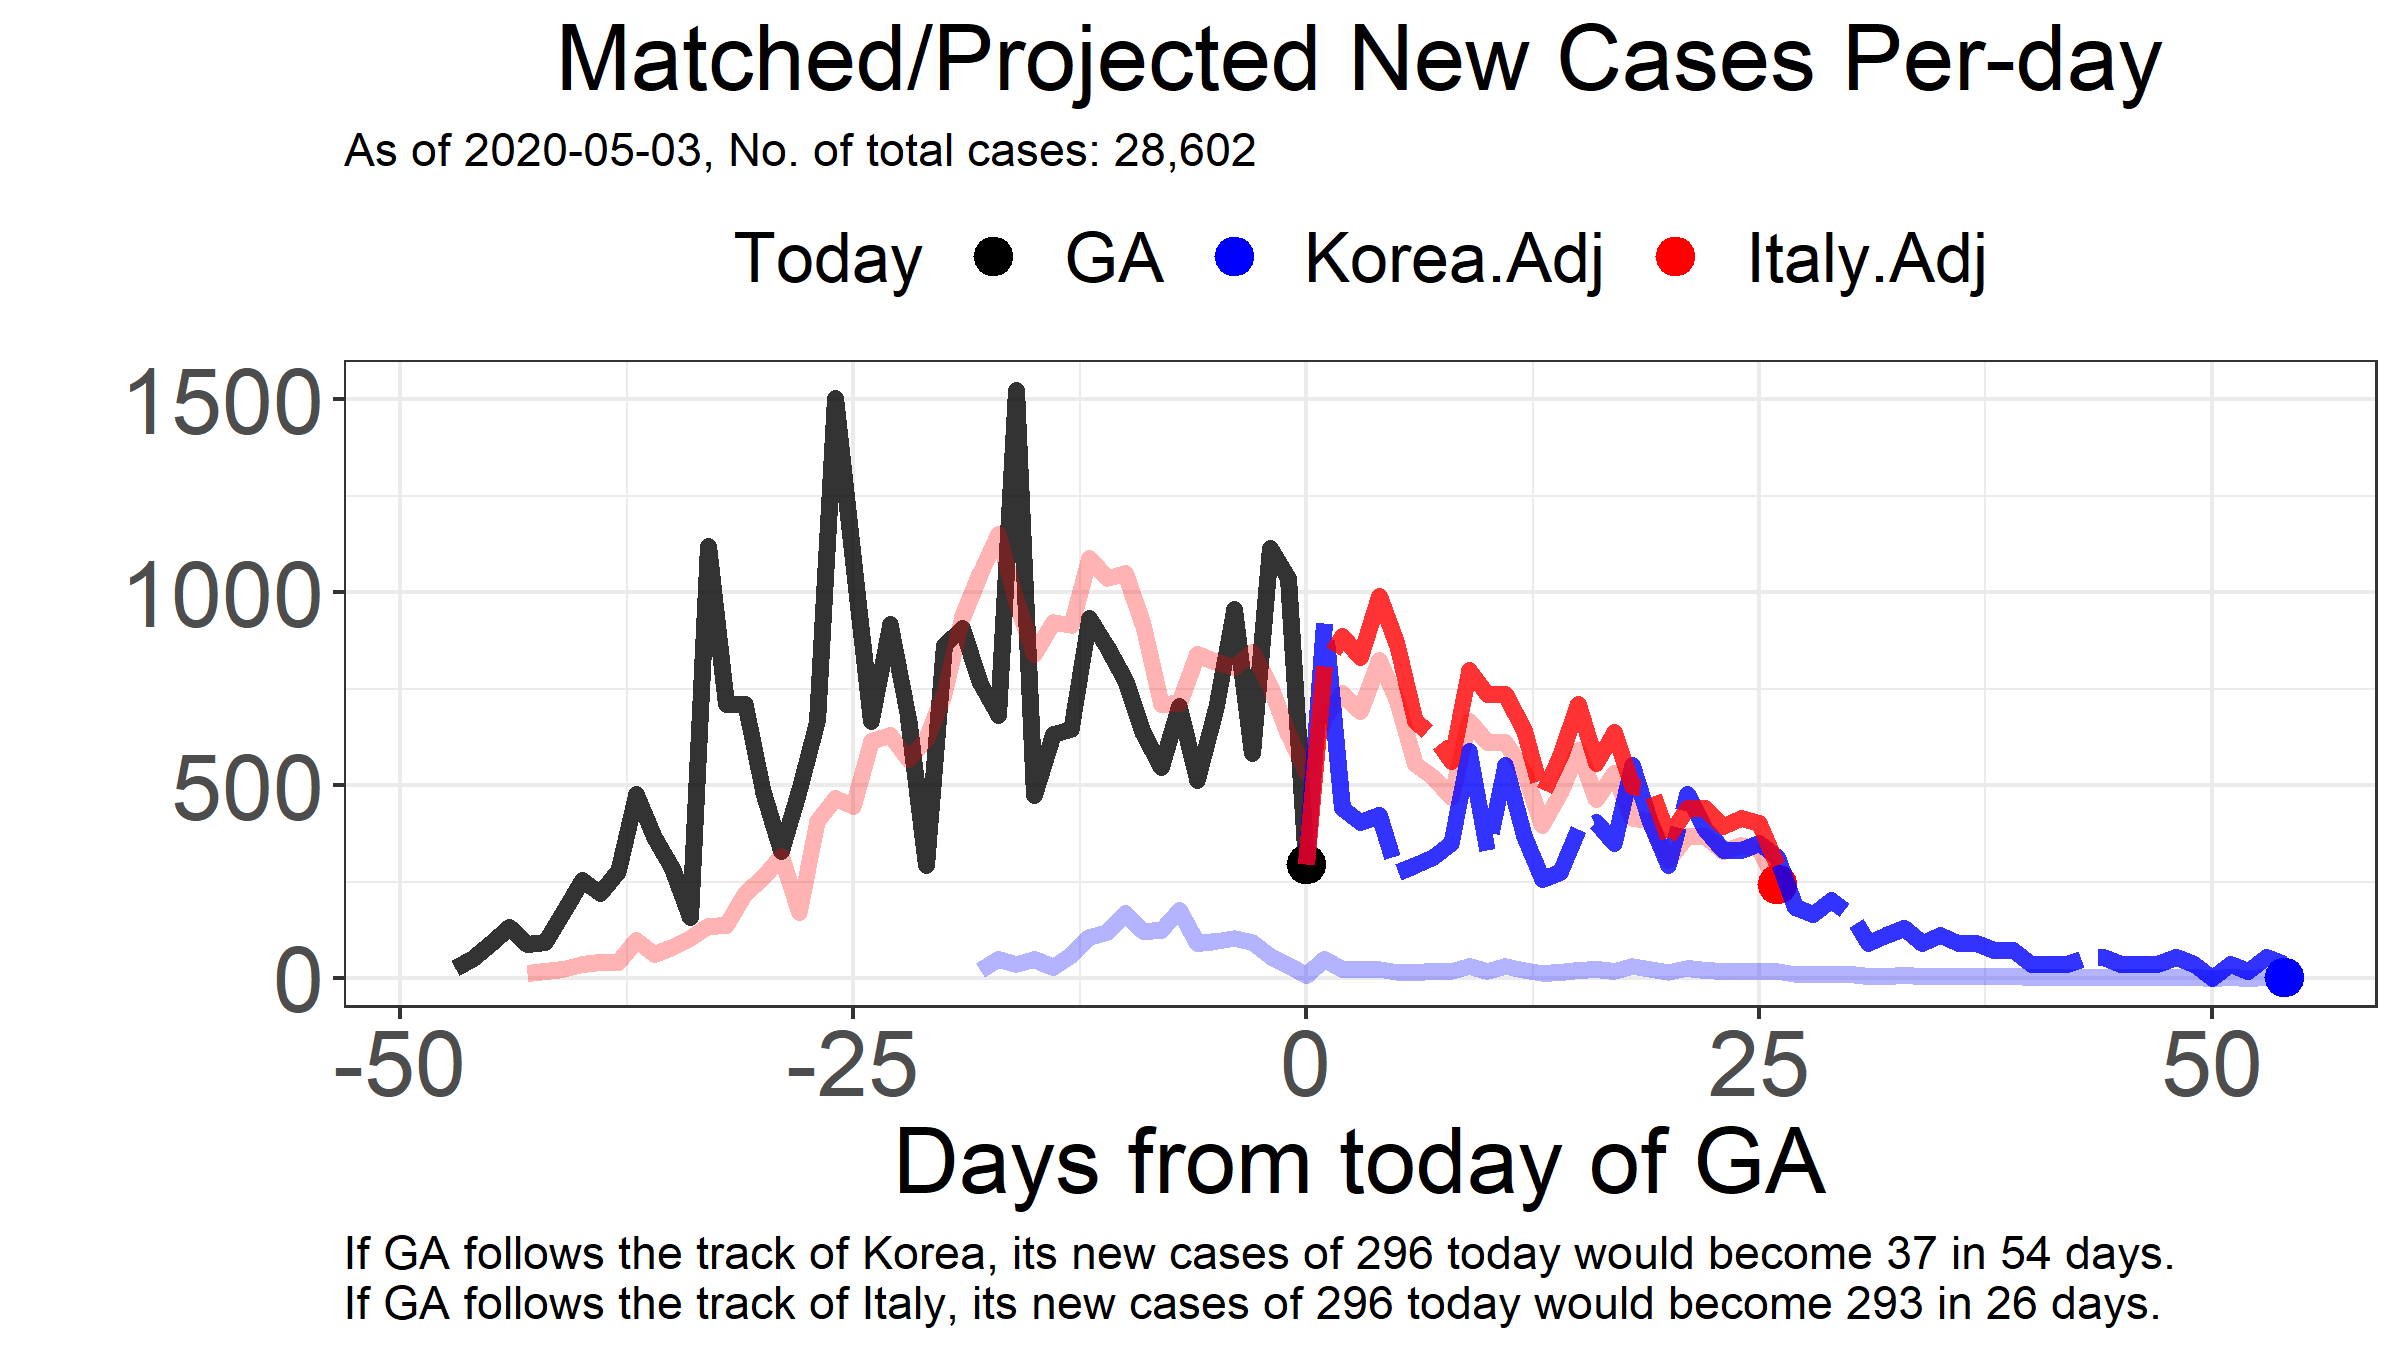 Matched/Projected New Cases Per-day
As of 2020-05-03, No. of total cases: 28,602
Today GA Korea.Adj Italy.Adj
1500
1000
500
0
-50 -25 0 25 50
Days from today of GA
If GA follows the track of Korea, its new cases of 296 today would become 37 in 54 days.
If GA follows the track of Italy, its new cases of 296 today would become 293 in 26 days.